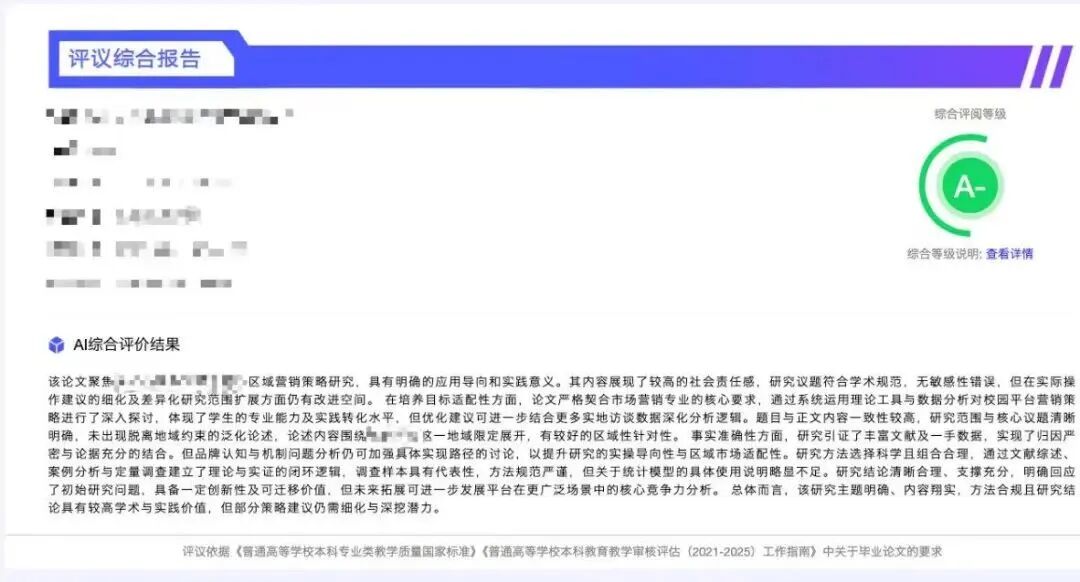 评议综合报告
综合评阅等级
A-
综合等级说明: 查看详情
AI综合评价结果
该论文聚焦区域营销策略研究，具有明确的应用导向和实践意义。其内容展现了较高的社会责任感，研究议题符合学术规范，无敏感性错误，但在实际操
作建议的细化及差异化研究范围扩展方面仍有改进空间。 在培养目标适配性方面，论文严格契合市场营销专业的核心要求，通过系统运用理论工具与数据分析对校园平台营销策
略进行了深入探讨，体现了学生的专业能力及实践转化水平，但优化建议可进一步结合更多实地访谈数据深化分析逻辑。题目与正文内容一致性较高，研究范围与核心议题清晰
明确，未出现脱离地域约束的泛化论述，论述内容围绕这一地域限定展开，有较好的区域性针对性。 事实准确性方面，研究引证了丰富文献及一手数据，实现了归因严
密与论据充分的结合。但品牌认知与机制问题分析仍可加强具体实现路径的讨论，以提升研究的实操导向性与区域市场适配性。研究方法选择科学且组合合理，通过文献综述、
案例分析与定量调查建立了理论与实证的闭环逻辑，调查样本具有代表性，方法规范严谨，但关于统计模型的具体使用说明略显不足。研究结论清晰合理、支撑充分，明确回应
了初始研究问题，具备一定创新性及可迁移价值，但未来拓展可进一步发展平台在更广泛场景中的核心竞争力分析。 总体而言，该研究主题明确、内容翔实，方法合规且研究结
论具有较高学术与实践价值，但部分策略建议仍需细化与深挖潜力。
评议依据《普通高等学校本科专业类教学质量国家标准》《普通高等学校本科教育教学审核评估（2021-2025）工作指南》中关于毕业论文的要求